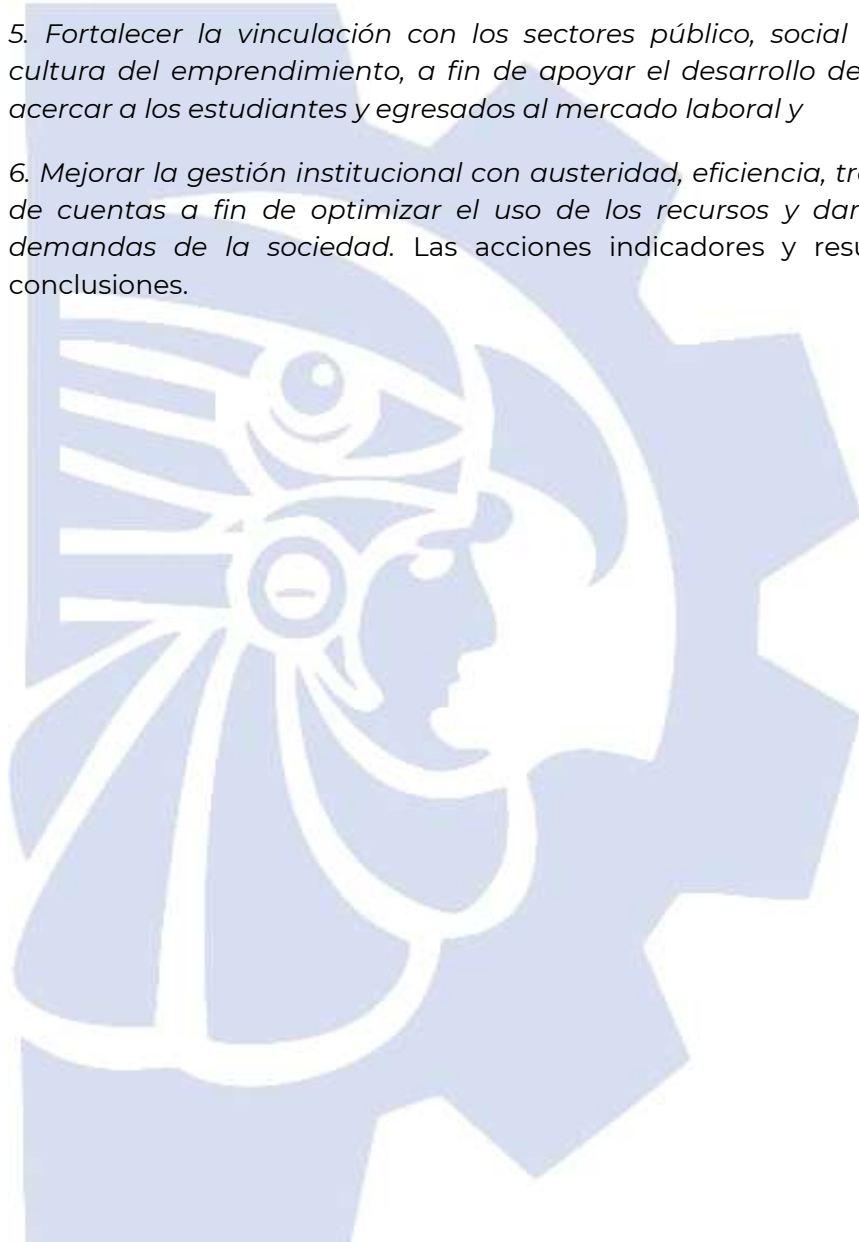 5. Fortalecer la vinculación con los sectores público, social
cultura del emprendimiento, a fin de apoyar el desarrollo de
acercar a los estudiantes y egresados al mercado laboral y
6. Mejorar la gestión institucional con austeridad, eficiencia,
de cuentas a fin de optimizar el uso de los recursos y dar
demandas de la sociedad. Las acciones indicadores y
conclusiones.